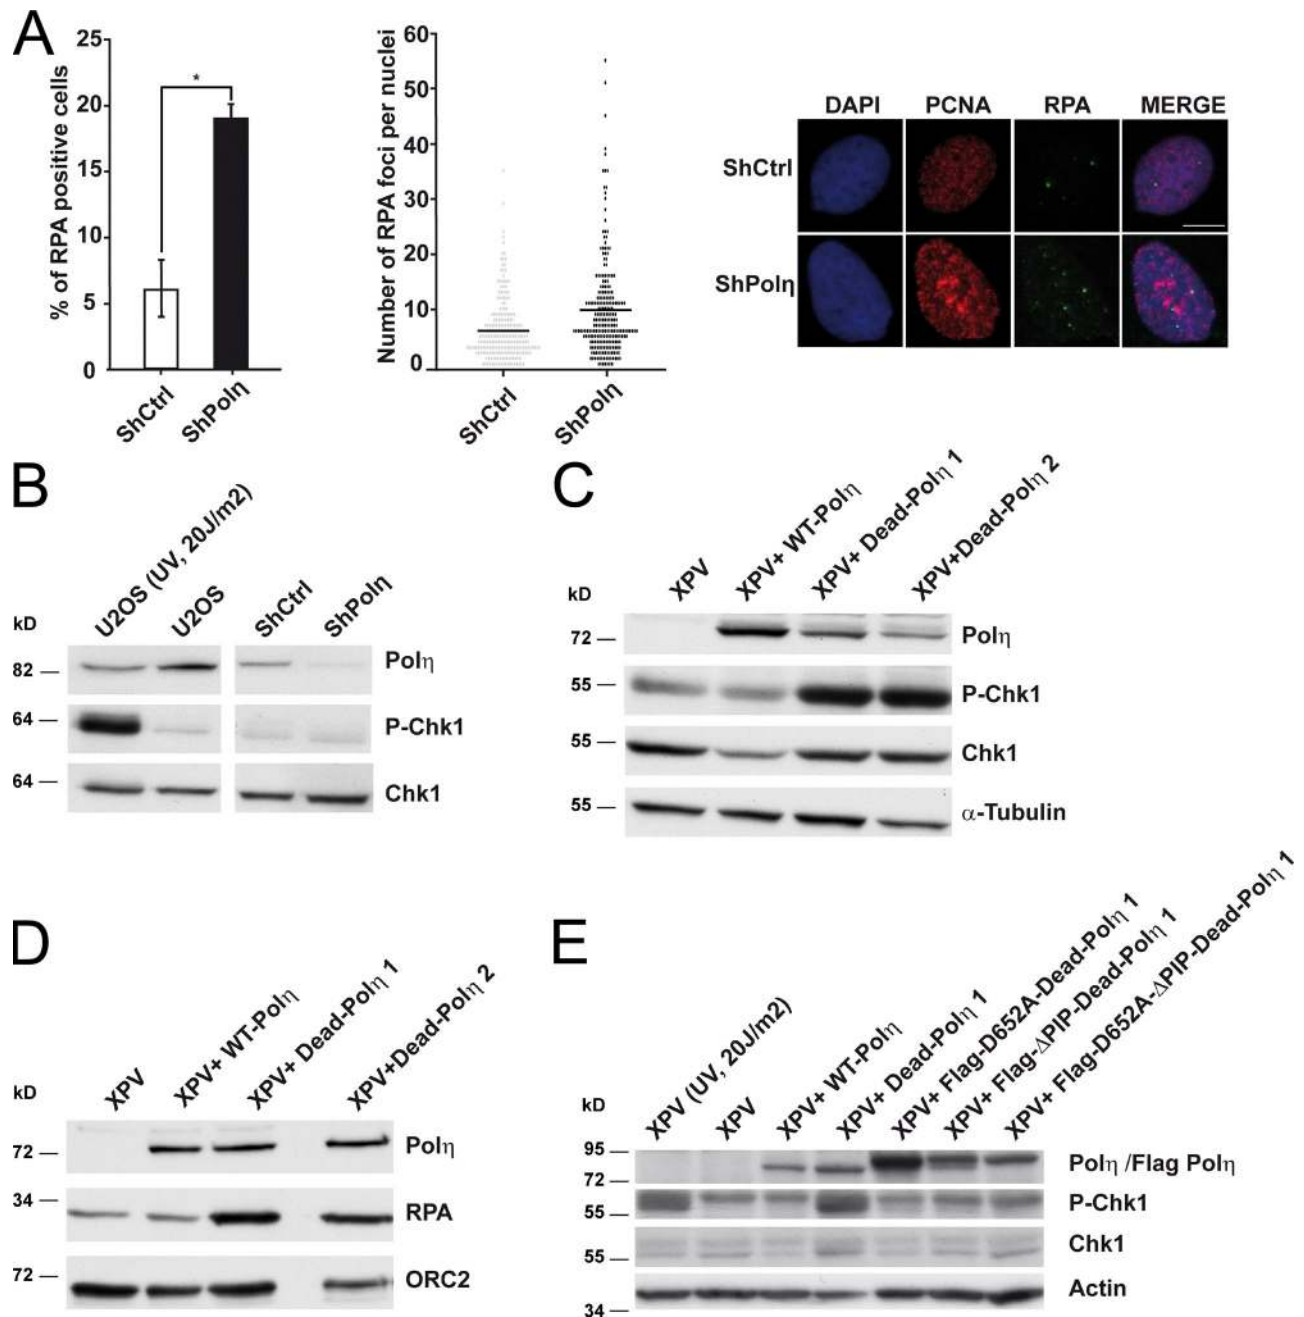 A
% of RPA positive cells
25
20
15
10
5
0
*
ShCtrl
ShPolη
Number of RPA foci per nuclei
60
50
40
30
20
10
0
ShCtrl
ShPolη
DAPI PCNA RPA MERGE
ShCtrl
ShPolη
B
kD
U2OS (UV, 20J/m2)
U2OS
ShCtrl
ShPolη
82
Polη
64
P-Chk1
64
Chk1
C
kD
XPV
XPV+ WT-Polη
XPV+ Dead-Polη 1
XPV+Dead-Polη 2
72
Polη
55
P-Chk1
55
Chk1
55
α-Tubulin
D
kD
XPV
XPV+ WT-Polη
XPV+ Dead-Polη 1
XPV+Dead-Polη 2
72
Polη
34
RPA
72
ORC2
E
kD
XPV (UV, 20J/m2)
XPV
XPV+ WT-Polη
XPV+ Dead-Polη 1
XPV+ Flag-D652A-Dead-Polη 1
XPV+ Flag-ΔPIP-Dead-Polη 1
XPV+ Flag-D652A-ΔPIP-Dead-Polη 1
95
72
Polη /Flag Polη
55
P-Chk1
55
Chk1
34
Actin